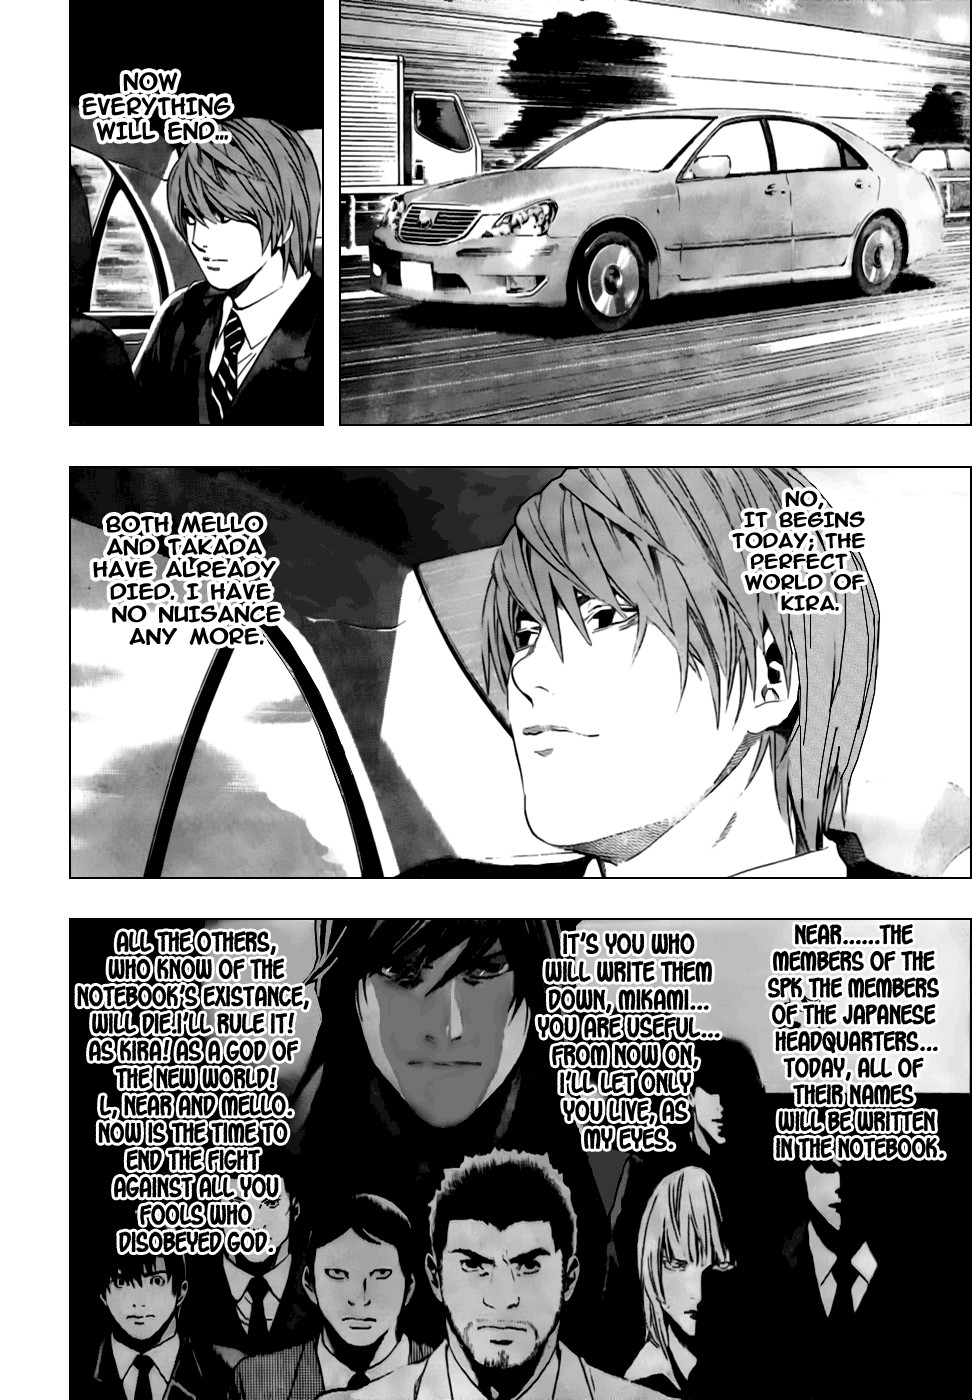 NOW
EVERYTHING
WILL END...
NO,
IT BEGINS
TODAY; THE
PERFECT
WORLD OF
KIRA.
BOTH MELLO
AND TAKADA
HAVE ALREADY
DIED. I HAVE
NO NUISANCE
ANY MORE.
NEAR......THE
MEMBERS OF THE
SPK, THE MEMBERS
OF THE JAPANESE
HEADQUARTERS...
TODAY, ALL OF
THEIR NAMES
WILL BE WRITTEN
IN THE NOTEBOOK.
IT'S YOU WHO
WILL WRITE THEM
DOWN, MIKAMI...
YOU ARE USEFUL....
FROM NOW ON,
I'LL LET ONLY
YOU LIVE, AS
MY EYES.
ALL THE OTHERS,
WHO KNOW OF THE
NOTEBOOK'S EXISTANCE,
WILL DIE. I'LL RULE IT!
AS KIRA! AS A GOD OF
THE NEW WORLD!
L, NEAR AND MELLO.
NOW IS THE TIME TO
END THE FIGHT
AGAINST ALL YOU
FOOLS WHO
DISOBEYED GOD.